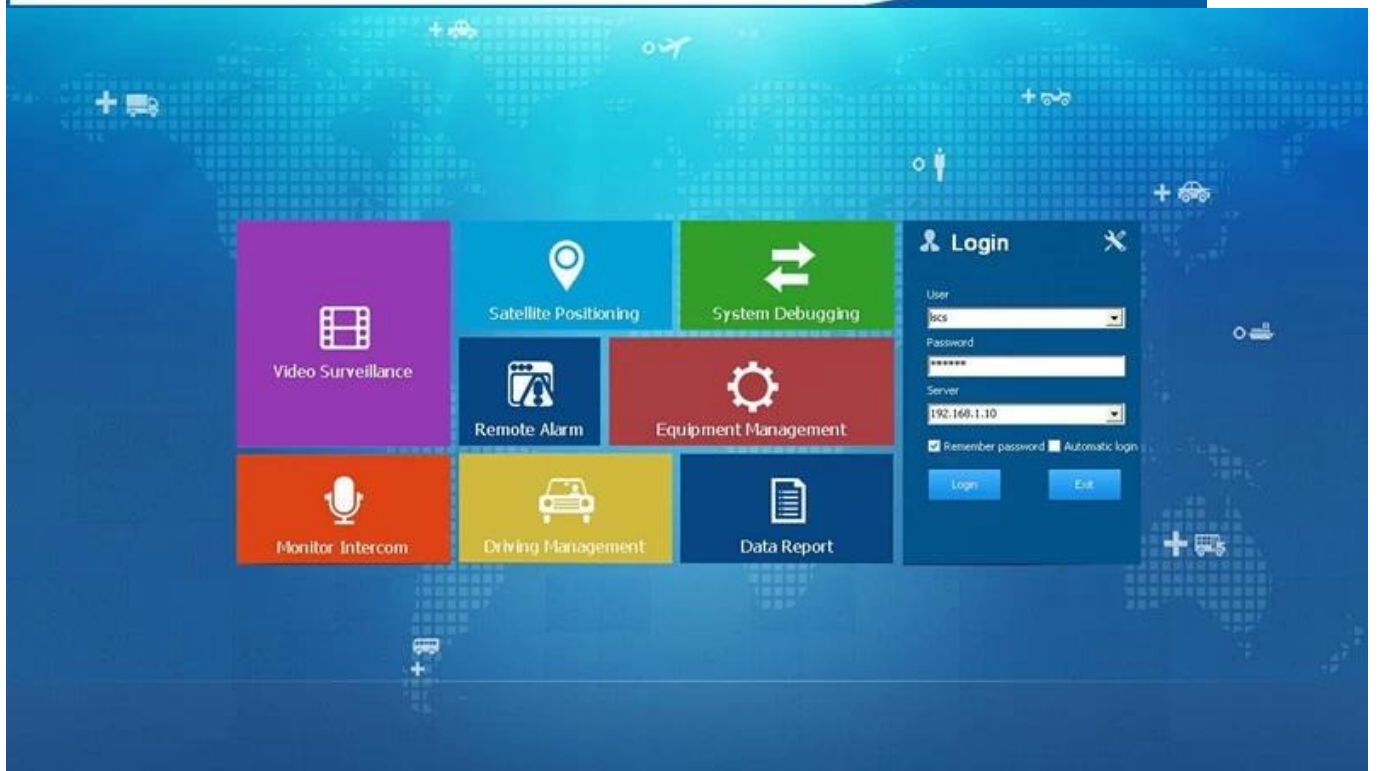 Video Surveillance
Satellite Positioning
System Debugging
Remote Alarm
Equipment Management
Monitor Intercom
Driving Management
Data Report
Login
User
lscs
Password
******
Server
192.168.1.10
Remember password Automatic login
Login Exit